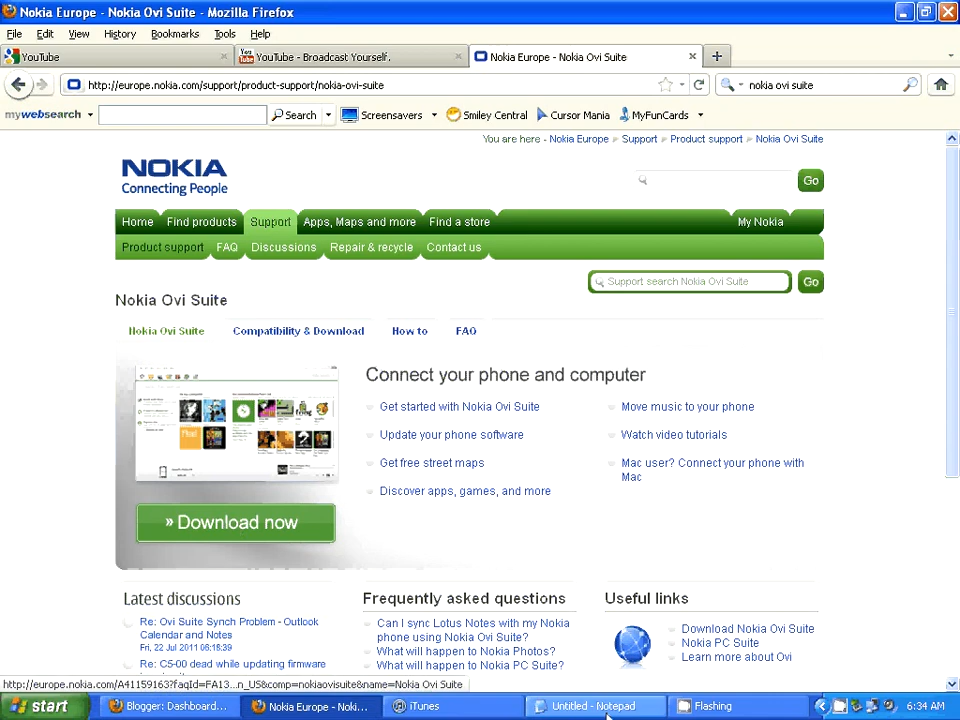 Nokia Europe - Nokia Ovi Suite - Mozilla Firefox
File Edit View History Bookmarks Tools Help
YouTube
YouTube - Broadcast Yourself.
Nokia Europe - Nokia Ovi Suite
http://europe.nokia.com/support/product-support/nokia-ovi-suite
nokia ovi suite
mywebsearch
Search
Screensavers
Smiley Central
Cursor Mania
MyFunCards
You are here - Nokia Europe
Support
Product support
Nokia Ovi Suite
NOKIA
Connecting People
Go
Home
Find products
Support
Apps, Maps and more
Find a store
My Nokia
Product support
FAQ
Discussions
Repair & recycle
Contact us
Support search Nokia Ovi Suite
Go
Nokia Ovi Suite
Nokia Ovi Suite
Compatibility & Download
How to
FAQ
Connect your phone and computer
Get started with Nokia Ovi Suite
Update your phone software
Get free street maps
Discover apps, games, and more
Move music to your phone
Watch video tutorials
Mac user? Connect your phone with
Mac
» Download now
Latest discussions
Re: Ovi Suite Synch Problem - Outlook
Calendar and Notes
Fri, 22 Jul 2011 06:18:39
Re: C5-00 dead while updating firmware
Frequently asked questions
Can I sync Lotus Notes with my Nokia
phone using Nokia Ovi Suite?
What will happen to Nokia Photos?
What will happen to Nokia PC Suite?
Useful links
Download Nokia Ovi Suite
Nokia PC Suite
Learn more about Ovi
http://europe.nokia.com/A41159163?faqId=FA13...n_US&comp=nokiaovisuite&name=Nokia Ovi Suite
start
Blogger: Dashboard...
Nokia Europe - Noki...
iTunes
Untitled - Notepad
Flashing
6:34 AM